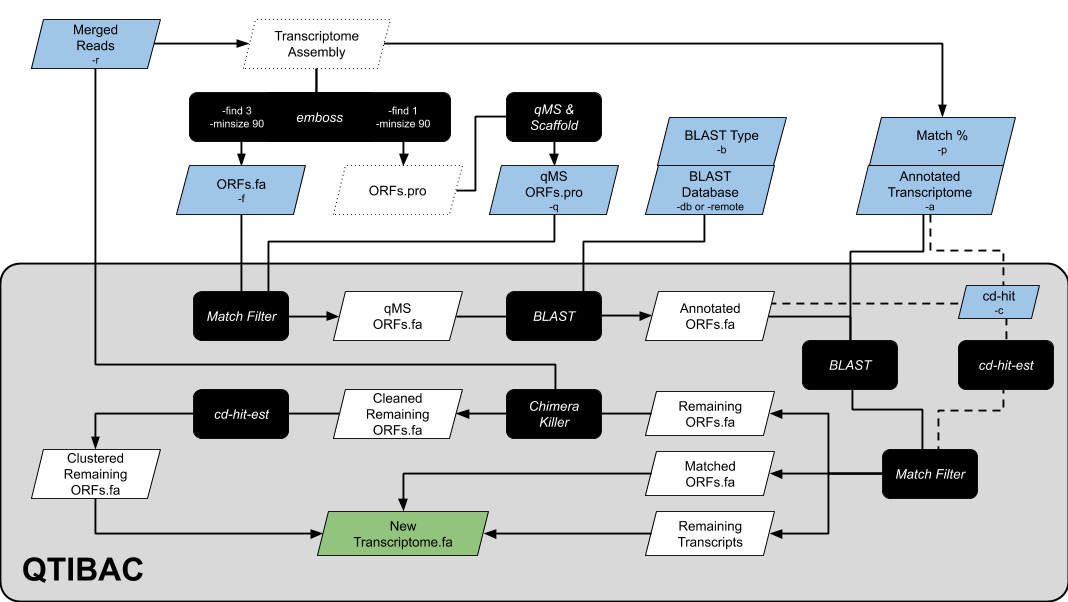 Merged
Reads
-r
Transcriptome
Assembly
-find 3
-minsize 90
emboss
-find 1
-minsize 90
qMS &
Scaffold
BLAST Type
-b
Match %
-p
ORFs.fa
-f
ORFs.pro
qMS
ORFs.pro
-q
BLAST
Database
-db or -remote
Annotated
Transcriptome
-a
Match Filter
qMS
ORFs.fa
BLAST
Annotated
ORFs.fa
cd-hit
-c
BLAST
cd-hit-est
cd-hit-est
Cleaned
Remaining
ORFs.fa
Chimera
Killer
Remaining
ORFs.fa
Clustered
Remaining
ORFs.fa
Matched
ORFs.fa
Match Filter
New
Transcriptome.fa
Remaining
Transcripts
QTIBAC